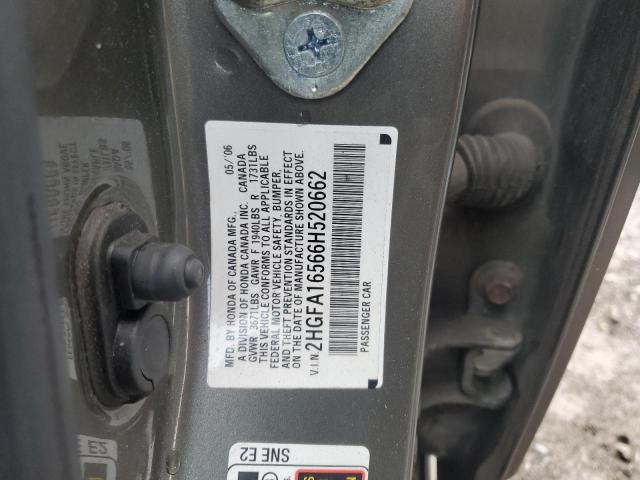 MFD. BY HONDA OF CANADA MFG., 05/06
A DIVISION OF HONDA CANADA INC. CANADA
GVWR 3671LBS GAWR F 1940LBS R 1731LBS
THIS VEHICLE CONFORMS TO ALL APPLICABLE
FEDERAL MOTOR VEHICLE SAFETY, BUMPER,
AND THEFT PREVENTION STANDARDS IN EFFECT
ON THE DATE OF MANUFACTURE SHOWN ABOVE.
V.I.N. 2HGFA16566H520662
PASSENGER CAR
SNE E2
E2